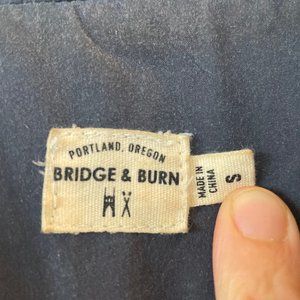 PORTLAND, OREGON
BRIDGE & BURN
MADE IN
CHINA
S